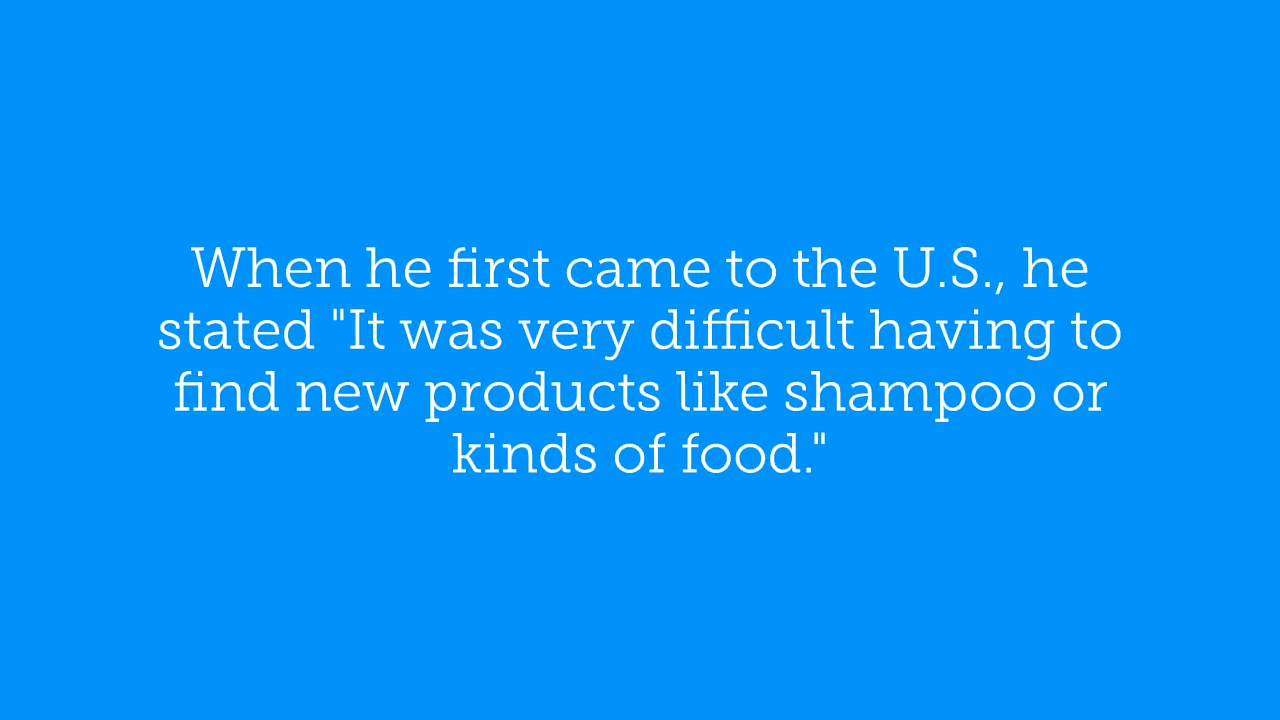 When he first came to the U.S., he
stated "It was very difficult having to
find new products like shampoo or
kinds of food."